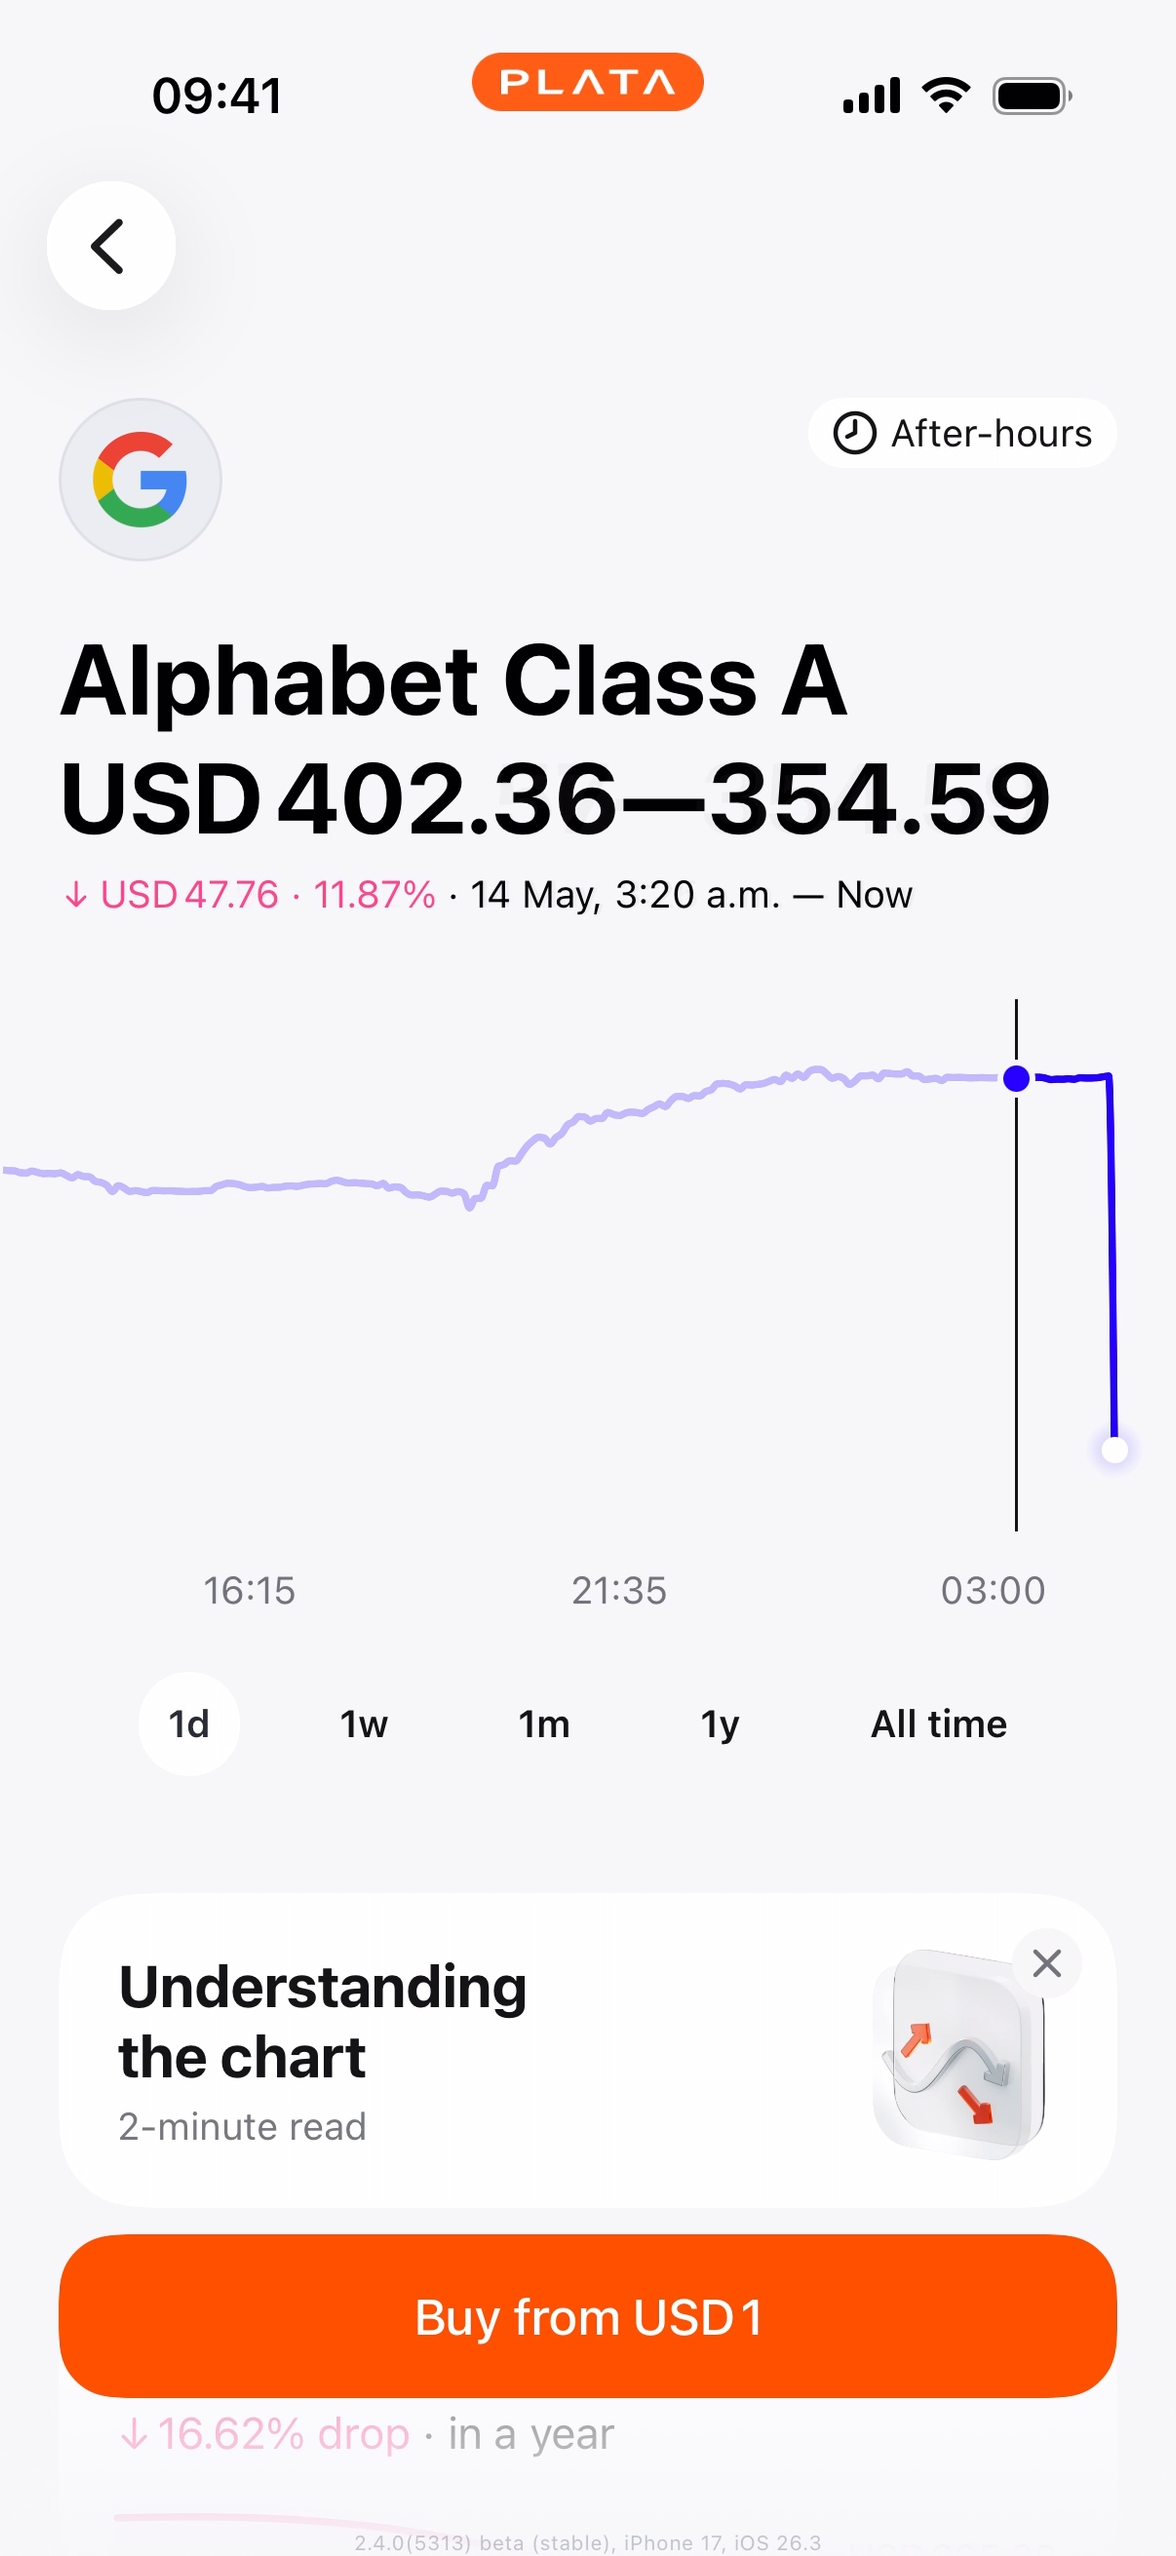 09:41
PLATA
After-hours
Alphabet Class A
USD 402.36—354.59
↓ USD 47.76 · 11.87% · 14 May, 3:20 a.m. — Now
16:15 21:35 03:00
1d 1w 1m 1y All time
Understanding
the chart
2-minute read
Buy from USD 1
↓ 16.62% drop · in a year
2.4.0(5313) beta (stable), iPhone 17, iOS 26.3